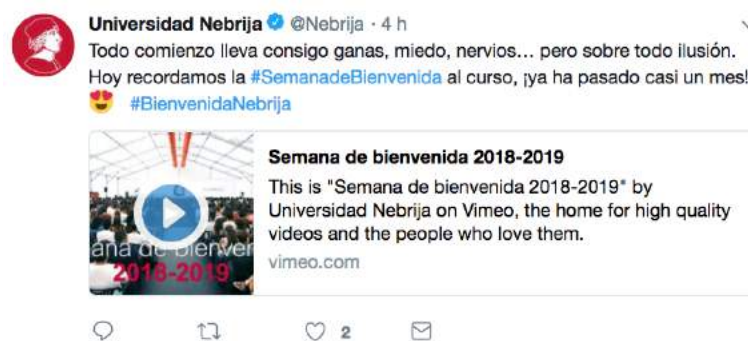 Universidad Nebrija @Nebrija · 4 h
Todo comienzo lleva consigo ganas, miedo, nervios... pero sobre todo ilusión.
Hoy recordamos la #SemanadeBienvenida al curso, ¡ya ha pasado casi un mes!
#BienvenidaNebrija
ana de bienven
2018-2019
Semana de bienvenida 2018-2019
This is "Semana de bienvenida 2018-2019" by
Universidad Nebrija on Vimeo, the home for high quality
videos and the people who love them.
vimeo.com
2